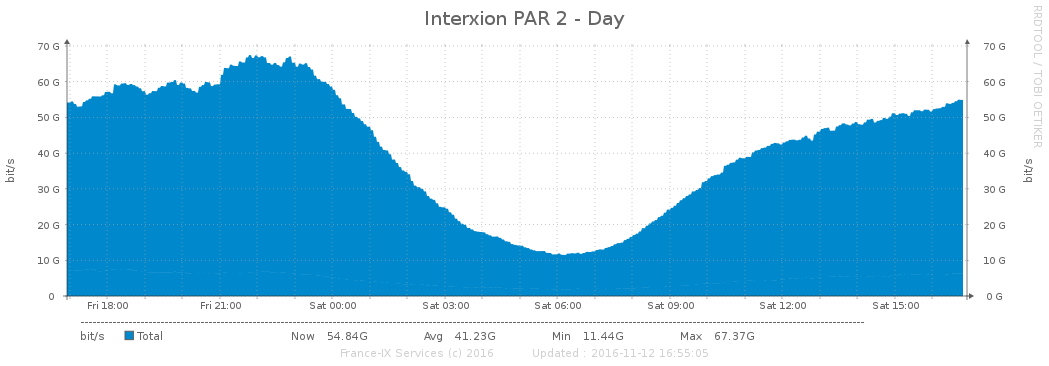 Interxion PAR 2 - Day
RRDTOOL / TOBI OETIKER
70 G 70 G
60 G 60 G
50 G 50 G
40 G 40 G
30 G 30 G
20 G 20 G
10 G 10 G
0 0 G
bit/s
bit/s
Fri 18:00 Fri 21:00 Sat 00:00 Sat 03:00 Sat 06:00 Sat 09:00 Sat 12:00 Sat 15:00
bit/s Total Now 54.84G Avg 41.23G Min 11.44G Max 67.37G
France-IX Services (c) 2016 Updated : 2016-11-12 16:55:05